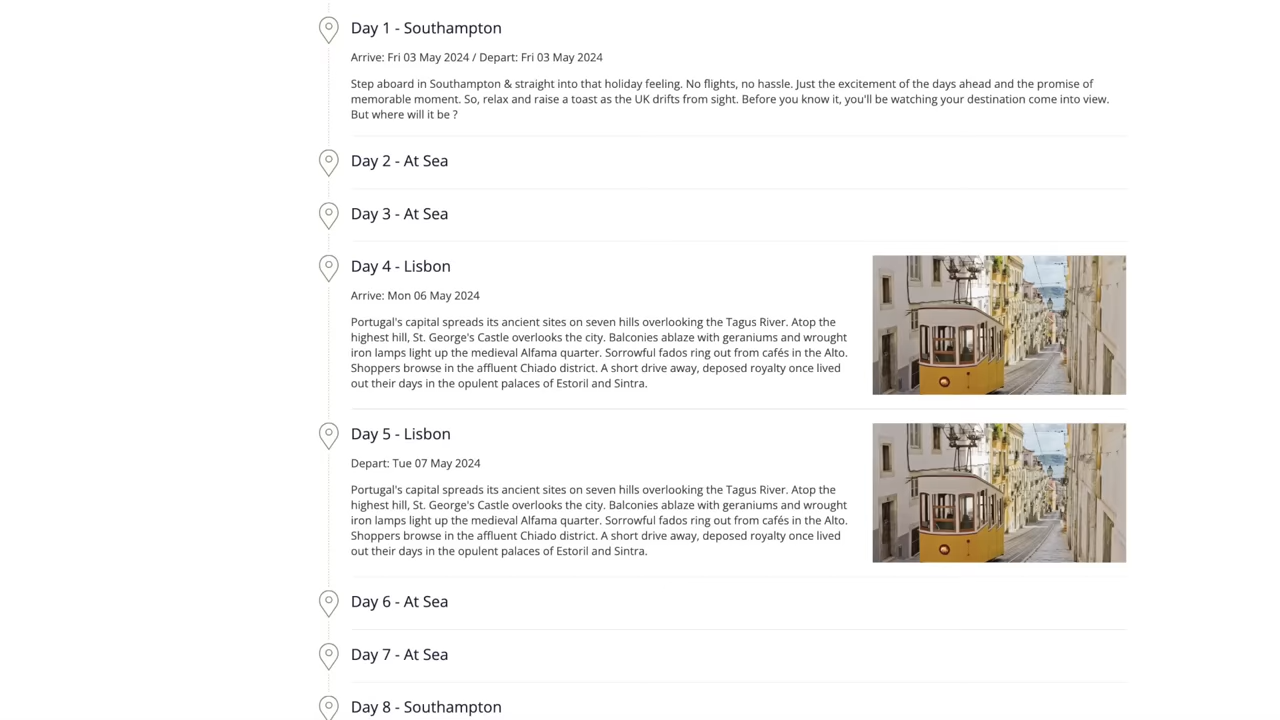 Day 1 - Southampton
Arrive: Fri 03 May 2024 / Depart: Fri 03 May 2024
Step aboard in Southampton & straight into that holiday feeling. No flights, no hassle. Just the excitement of the days ahead and the promise of
memorable moment. So, relax and raise a toast as the UK drifts from sight. Before you know it, you'll be watching your destination come into view.
But where will it be ?
Day 2 - At Sea
Day 3 - At Sea
Day 4 - Lisbon
Arrive: Mon 06 May 2024
Portugal's capital spreads its ancient sites on seven hills overlooking the Tagus River. Atop the
highest hill, St. George's Castle overlooks the city. Balconies ablaze with geraniums and wrought
iron lamps light up the medieval Alfama quarter. Sorrowful fados ring out from cafés in the Alto.
Shoppers browse in the affluent Chiado district. A short drive away, deposed royalty once lived
out their days in the opulent palaces of Estoril and Sintra.
Day 5 - Lisbon
Depart: Tue 07 May 2024
Portugal's capital spreads its ancient sites on seven hills overlooking the Tagus River. Atop the
highest hill, St. George's Castle overlooks the city. Balconies ablaze with geraniums and wrought
iron lamps light up the medieval Alfama quarter. Sorrowful fados ring out from cafés in the Alto.
Shoppers browse in the affluent Chiado district. A short drive away, deposed royalty once lived
out their days in the opulent palaces of Estoril and Sintra.
Day 6 - At Sea
Day 7 - At Sea
Day 8 - Southampton